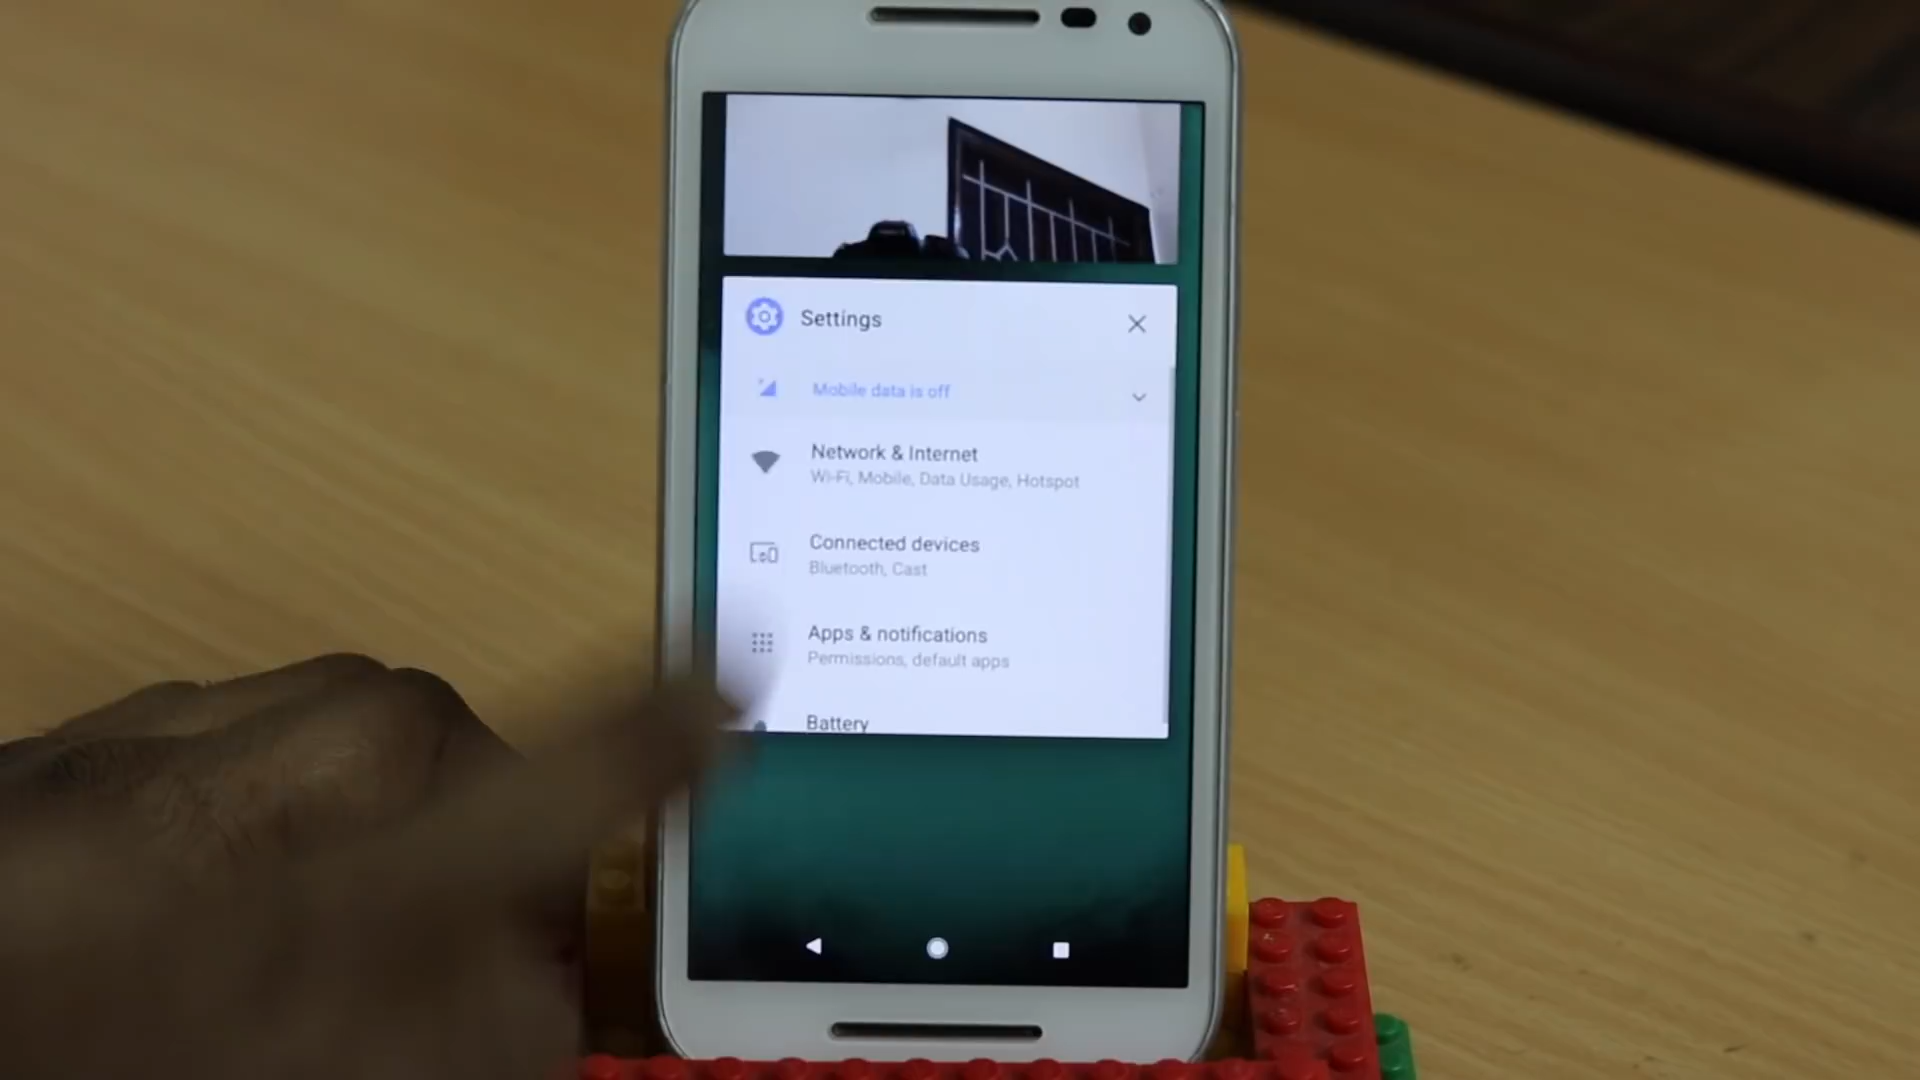 Settings
Mobile data is off
Network & Internet
Wi-Fi, Mobile, Data Usage, Hotspot
Connected devices
Bluetooth, Cast
Apps & notifications
Permissions, default apps
Battery